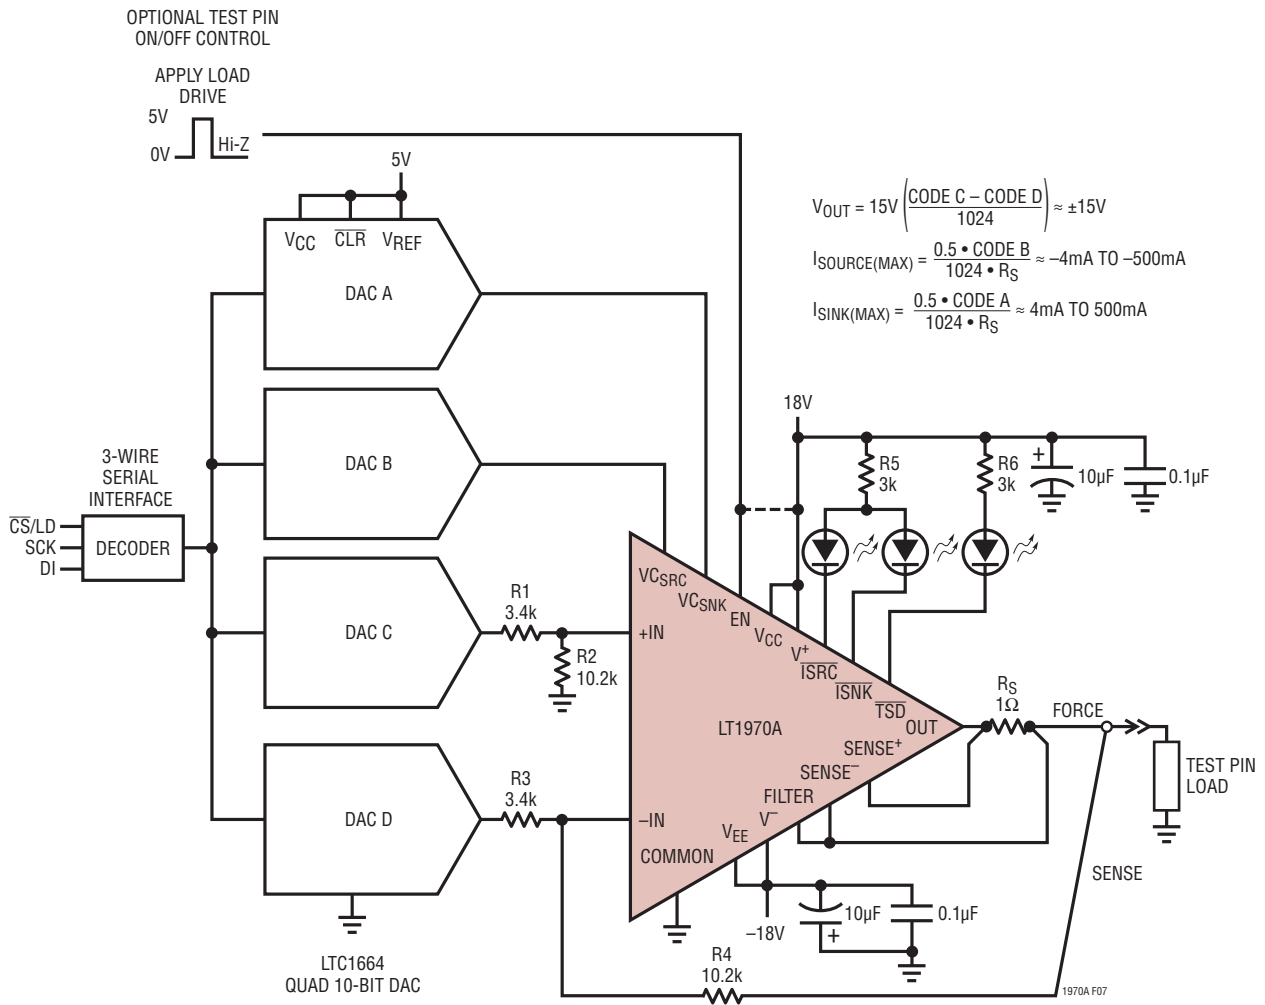 OPTIONAL TEST PIN
ON/OFF CONTROL
APPLY LOAD
DRIVE
5V
0V
Hi-Z
5V
VCC
CLR
VREF
DAC A
VOUT = 15V (CODE C – CODE D / 1024) ≈ ±15V
ISOURCE(MAX) = 0.5 • CODE B / 1024 • RS ≈ –4mA TO –500mA
ISINK(MAX) = 0.5 • CODE A / 1024 • RS ≈ 4mA TO 500mA
DAC B
18V
R5
3k
R6
3k
+
10µF
0.1µF
3-WIRE
SERIAL
INTERFACE
CS/LD
SCK
DI
DECODER
DAC C
R1
3.4k
R2
10.2k
VCSRC
VCSNK
EN
VCC
V+
ISRC
ISNK
TSD
OUT
+IN
LT1970A
SENSE+
SENSE–
FILTER
V–
VEE
–IN
COMMON
RS
1Ω
FORCE
TEST PIN
LOAD
SENSE
DAC D
R3
3.4k
10µF
+
0.1µF
–18V
R4
10.2k
LTC1664
QUAD 10-BIT DAC
1970A F07